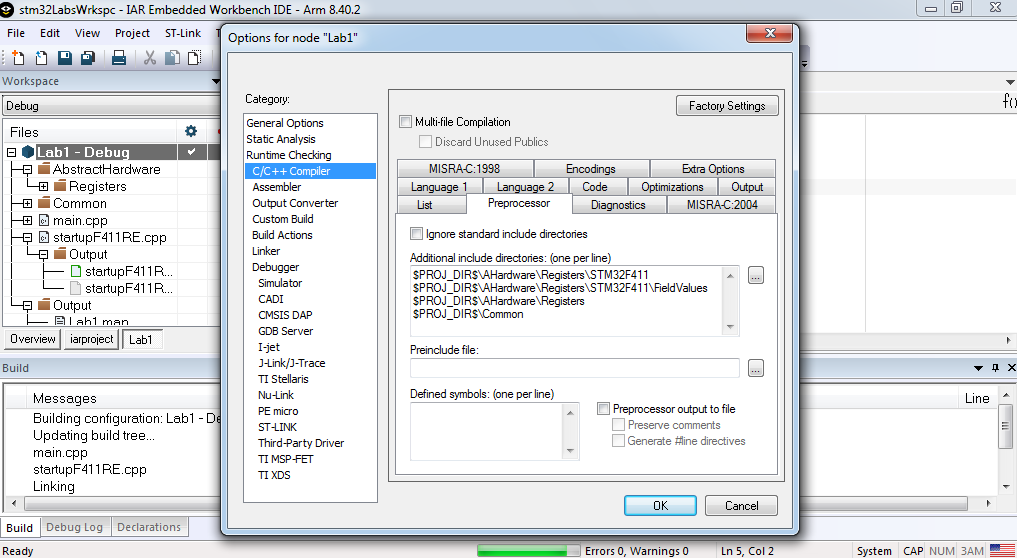 stm32LabsWrkspc - IAR Embedded Workbench IDE - Arm 8.40.2
File Edit View Project ST-Link
Workspace
Debug
Files
Lab1 - Debug
AbstractHardware
Registers
Common
main.cpp
startupF411RE.cpp
Output
startupF411R...
startupF411R...
Output
Lab1.map
Overview iarproject Lab1
Options for node "Lab1"
Category:
General Options
Static Analysis
Runtime Checking
C/C++ Compiler
Assembler
Output Converter
Custom Build
Build Actions
Linker
Debugger
Simulator
CADI
CMSIS DAP
GDB Server
I-jet
J-Link/J-Trace
TI Stellaris
Nu-Link
PE micro
ST-LINK
Third-Party Driver
TI MSP-FET
TI XDS
Factory Settings
Multi-file Compilation
Discard Unused Publics
MISRA-C:1998 Encodings Extra Options
Language 1 Language 2 Code Optimizations Output
List Preprocessor Diagnostics MISRA-C:2004
Ignore standard include directories
Additional include directories: (one per line)
$PROJ_DIR$\AHardware\Registers\STM32F411
$PROJ_DIR$\AHardware\Registers\STM32F411\FieldValues
$PROJ_DIR$\AHardware\Registers
$PROJ_DIR$\Common
...
Preinclude file:
...
Defined symbols: (one per line)
Preprocessor output to file
Preserve comments
Generate #line directives
OK Cancel
f()
Build
Messages Line
Building configuration: Lab1 - De
Updating build tree...
main.cpp
startupF411RE.cpp
Linking
Build Debug Log Declarations
Ready Errors 0, Warnings 0 Ln 5, Col 2 System CAP NUM ЗАМ